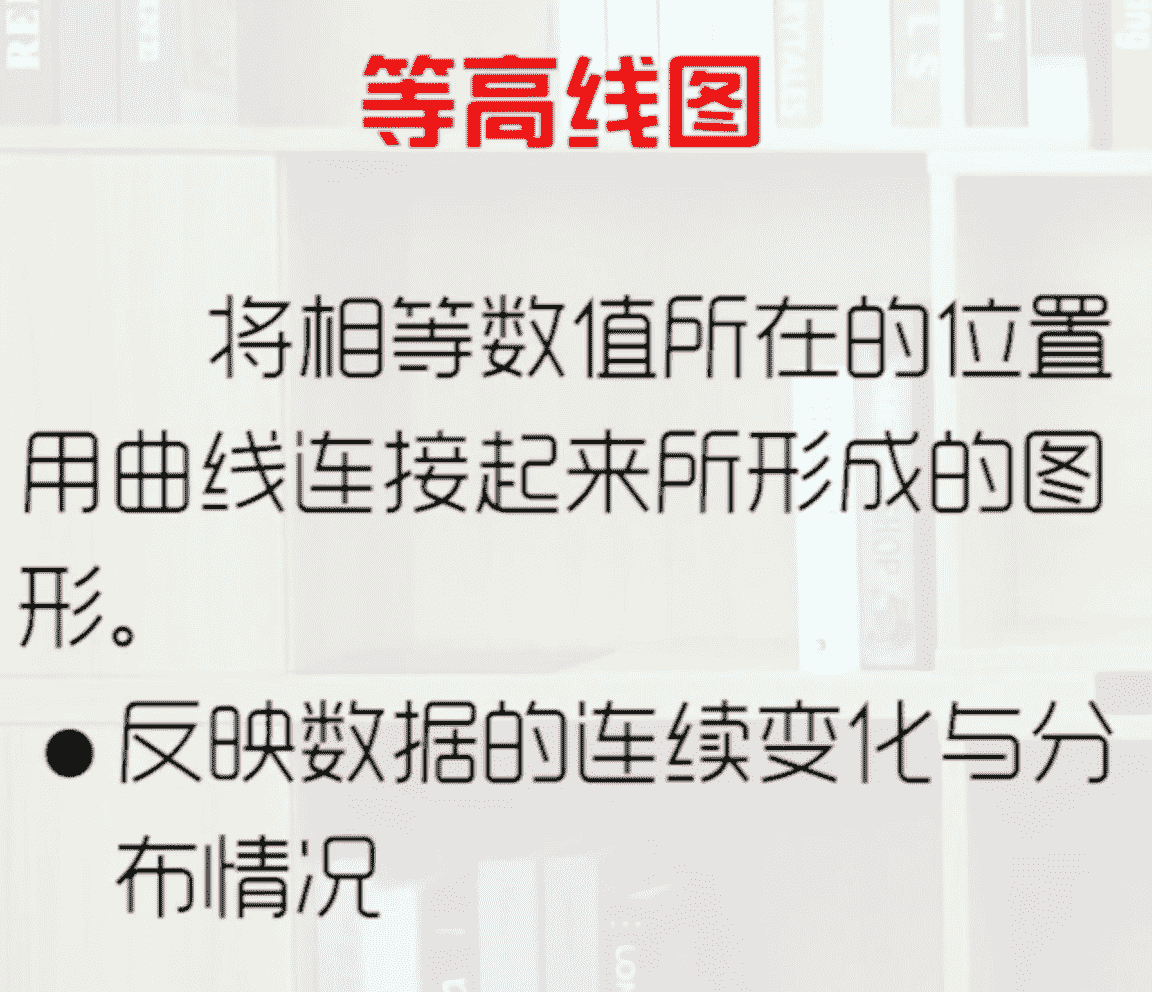 等高线图
将相等数值所在的位置
用曲线连接起来所形成的图
形。
●反映数据的连续变化与分
布情况